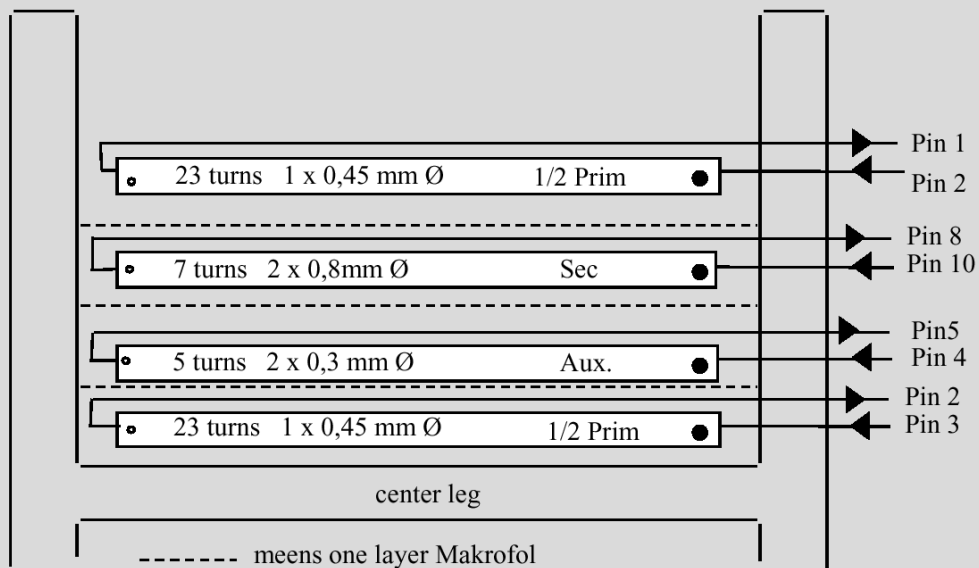 Pin 1
23 turns 1 x 0,45 mm Ø 1/2 Prim
Pin 2
Pin 8
7 turns 2 x 0,8mm Ø Sec
Pin 10
Pin5
5 turns 2 x 0,3 mm Ø Aux.
Pin 4
Pin 2
23 turns 1 x 0,45 mm Ø 1/2 Prim
Pin 3
center leg
meens one layer Makrofol